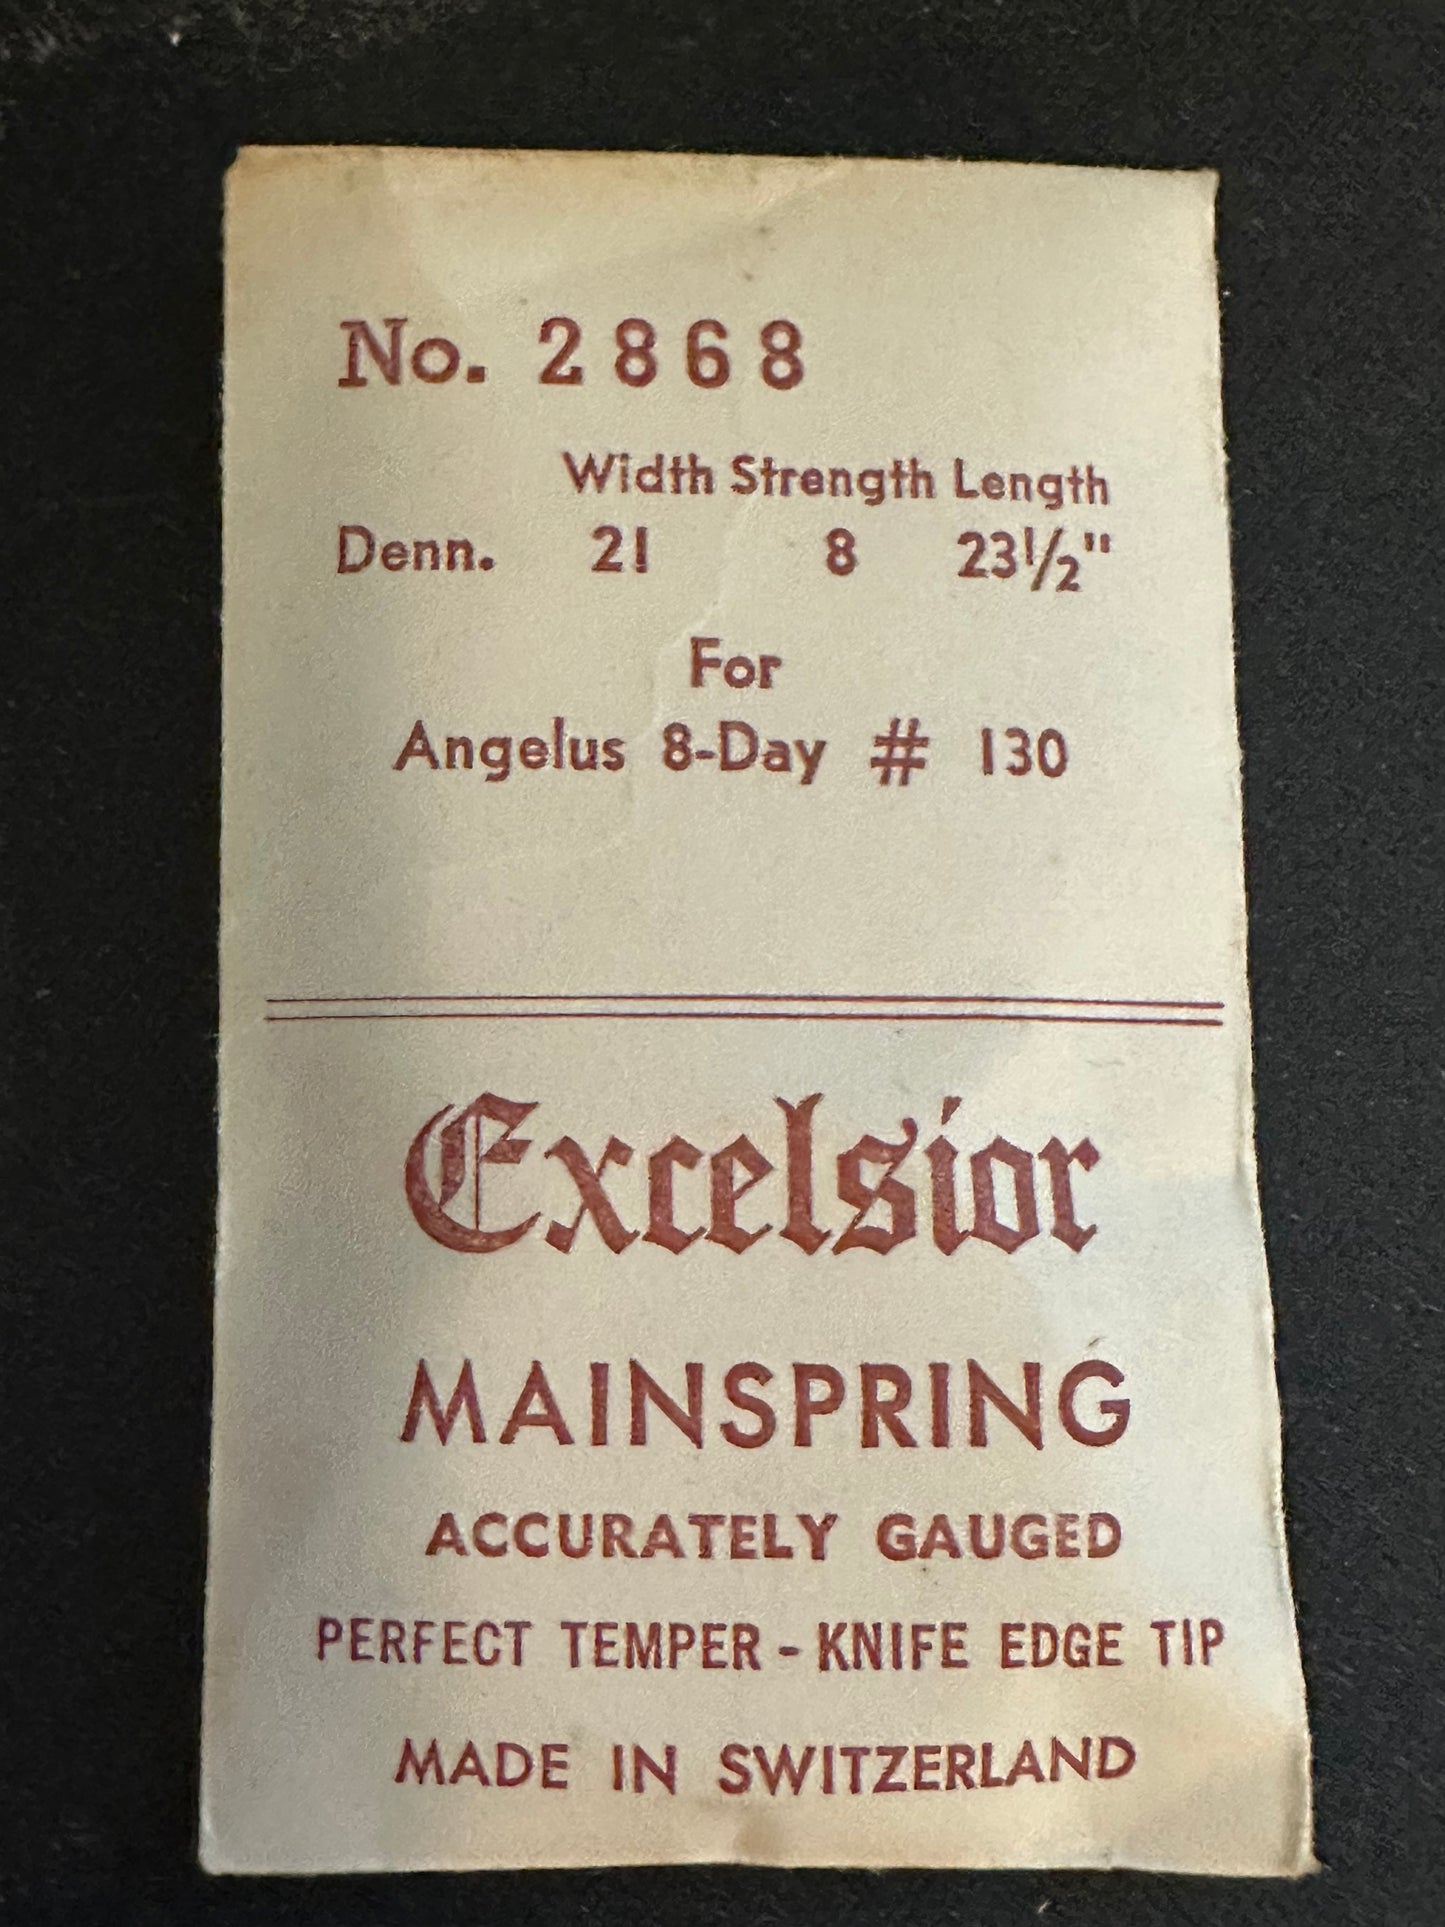 No. 2868
Width Strength Length
Denn. 21 8 23½"
For
Angelus 8-Day # 130
Excelsior
MAINSPRING
ACCURATELY GAUGED
PERFECT TEMPER - KNIFE EDGE TIP
MADE IN SWITZERLAND